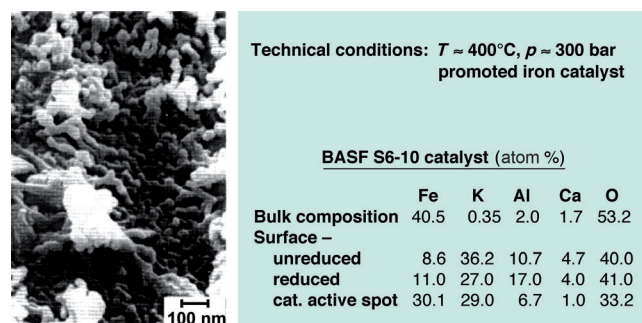 Technical conditions: T ≈ 400°C, p ≈ 300 bar
promoted iron catalyst
BASF S6-10 catalyst (atom %)
Fe K Al Ca O
Bulk composition 40.5 0.35 2.0 1.7 53.2
Surface –
unreduced 8.6 36.2 10.7 4.7 40.0
reduced 11.0 27.0 17.0 4.0 41.0
cat. active spot 30.1 29.0 6.7 1.0 33.2
100 nm